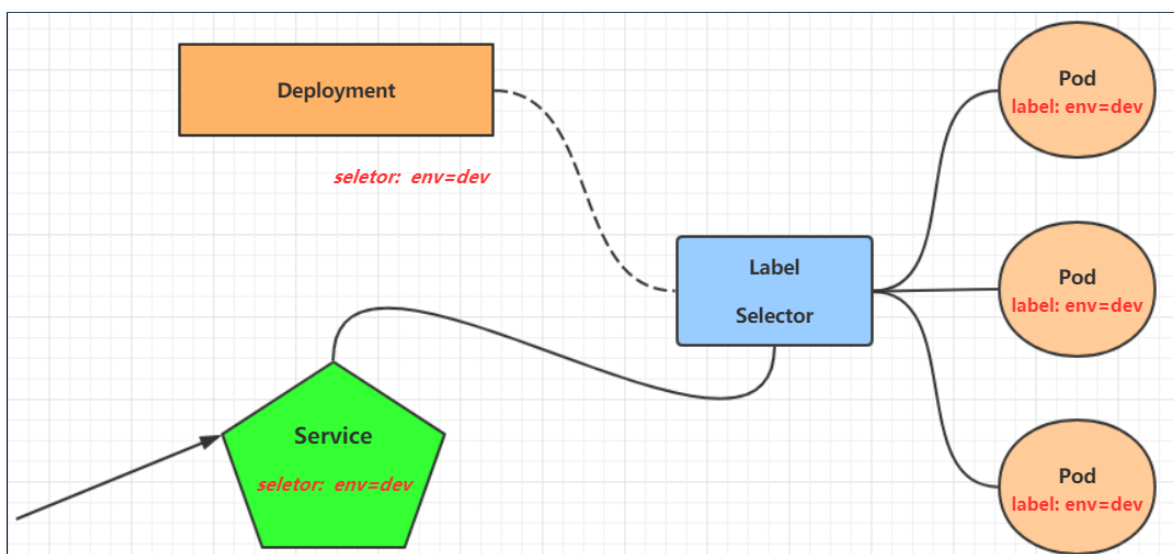 Deployment
seletor: env=dev
Label
Selector
Service
seletor: env=dev
Pod
label: env=dev
Pod
label: env=dev
Pod
label: env=dev